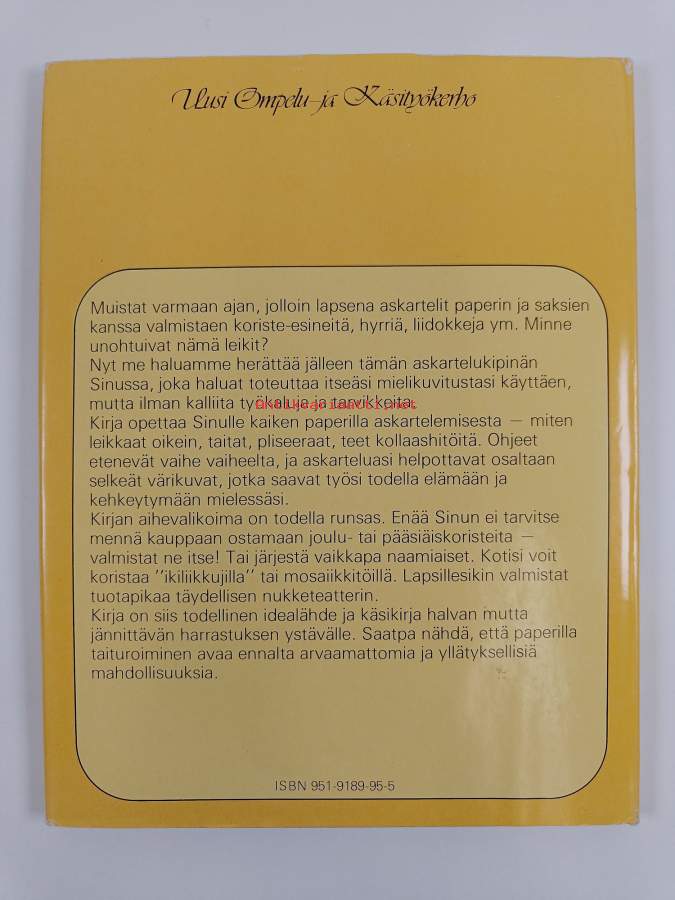 Uusi Ompelu- ja Käsityökerho
Muistat varmaan ajan, jolloin lapsena askartelit paperin ja saksien
kanssa valmistaen koriste-esineitä, hyrriä, liidokkeja ym. Minne
unohtuivat nämä leikit?
Nyt me haluamme herättää jälleen tämän askartelukipinän
Sinussa, joka haluat toteuttaa itseäsi mielikuvitustasi käyttäen,
mutta ilman kalliita työkaluja ja tarvikkeita.
antikvariaatti.net
Kirja opettaa Sinulle kaiken paperilla askartelemisesta — miten
leikkaat oikein, taitat, pliseeraat, teet kollaashitöitä. Ohjeet
etenevät vaihe vaiheelta, ja askarteluasi helpottavat osaltaan
selkeät värikuvat, jotka saavat työsi todella elämään ja
kehkeytymään mielessäsi.
Kirjan aihevalikoima on todella runsas. Enää Sinun ei tarvitse
mennä kauppaan ostamaan joulu- tai pääsiäiskoristeita —
valmistat ne itse! Tai järjestä vaikkapa naamiaiset. Kotisi voit
koristaa ''ikiliikkujilla'' tai mosaiikkitöillä. Lapsillesikin valmistat
tuotapikaa täydellisen nukketeatterin.
Kirja on siis todellinen idealähde ja käsikirja halvan mutta
jännittävän harrastuksen ystävälle. Saatpa nähdä, että paperilla
taituroiminen avaa ennalta arvaamattomia ja yllätyksellisiä
mahdollisuuksia.
ISBN 951-9189-95-5